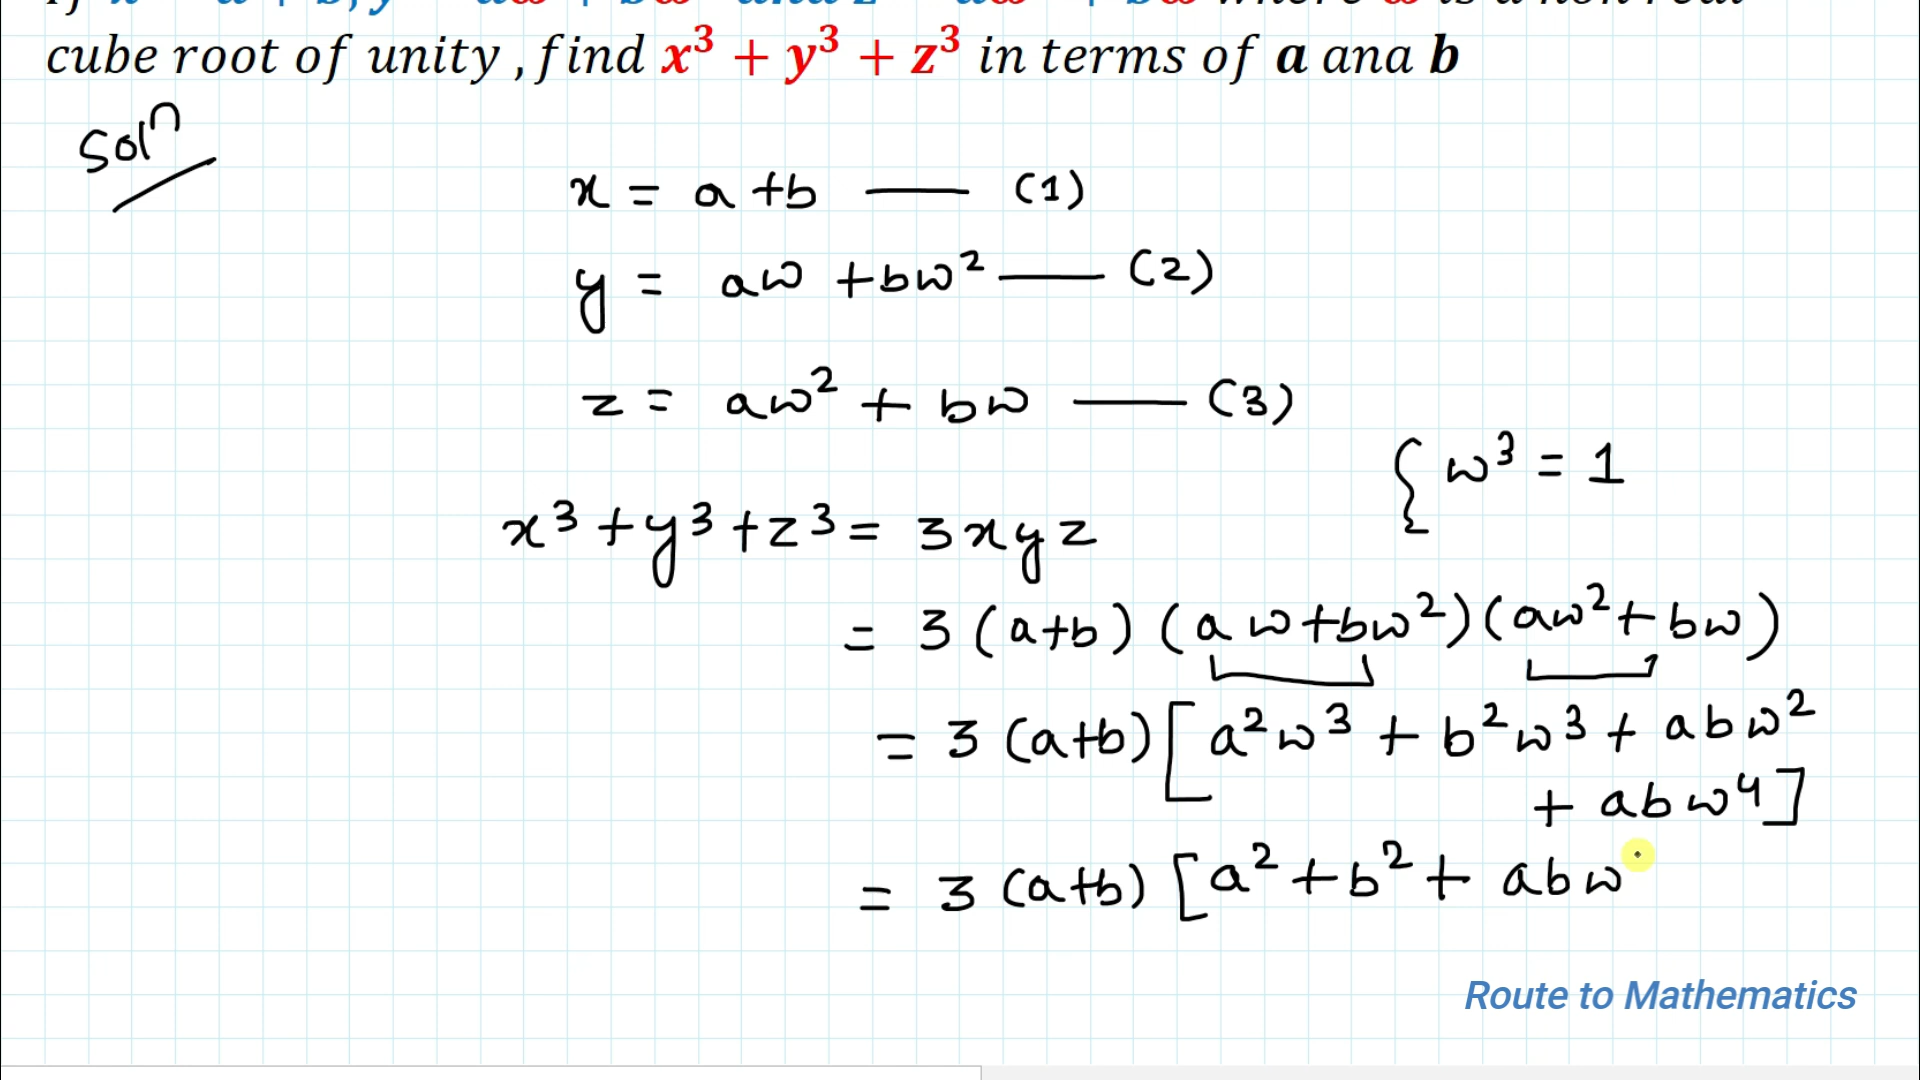 cube root of unity , find x³ + y³ + z³ in terms of a ana b
Solⁿ
x = a + b —— (1)
y = aω + bω² —— (2)
z = aω² + bω —— (3)
{ ω³ = 1
x³ + y³ + z³ = 3xyz
= 3 (a+b) (aω+bω²)(aω²+bω)
= 3 (a+b) [a²ω³ + b²ω³ + abω²
+ abω⁴]
= 3 (a+b) [a² + b² + abω
Route to Mathematics